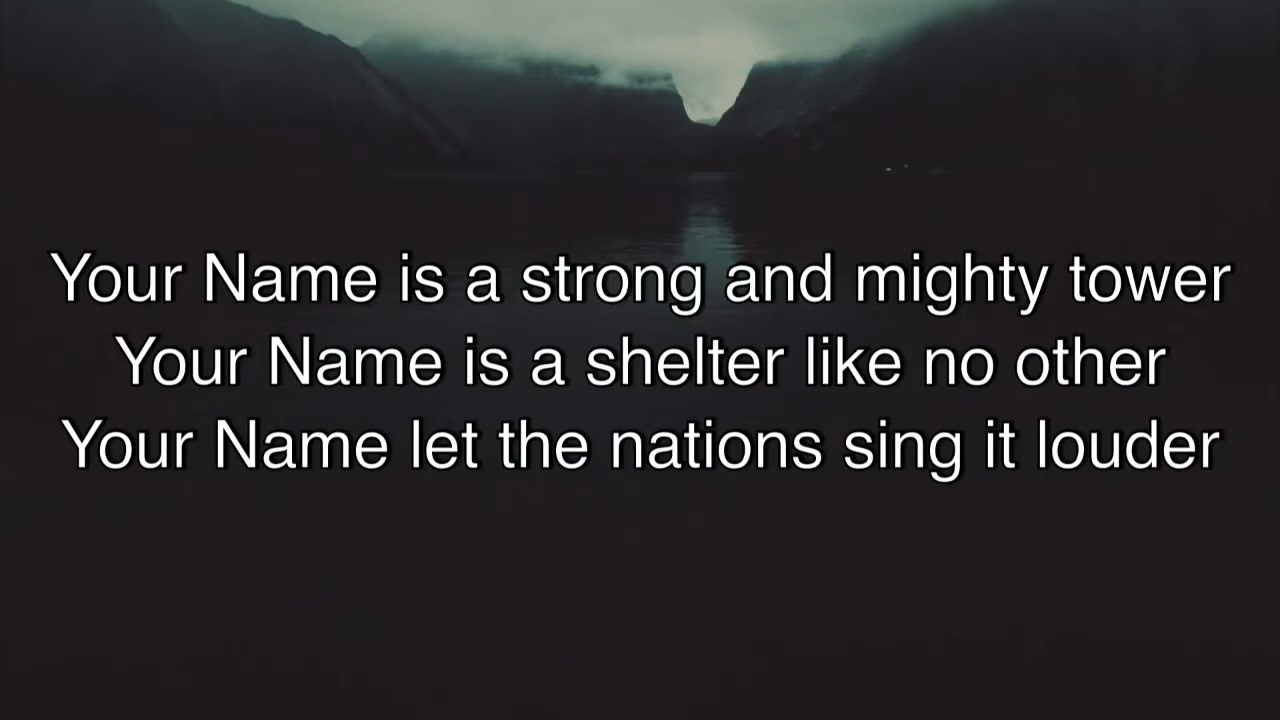 Your Name is a strong and mighty tower
Your Name is a shelter like no other
Your Name let the nations sing it louder